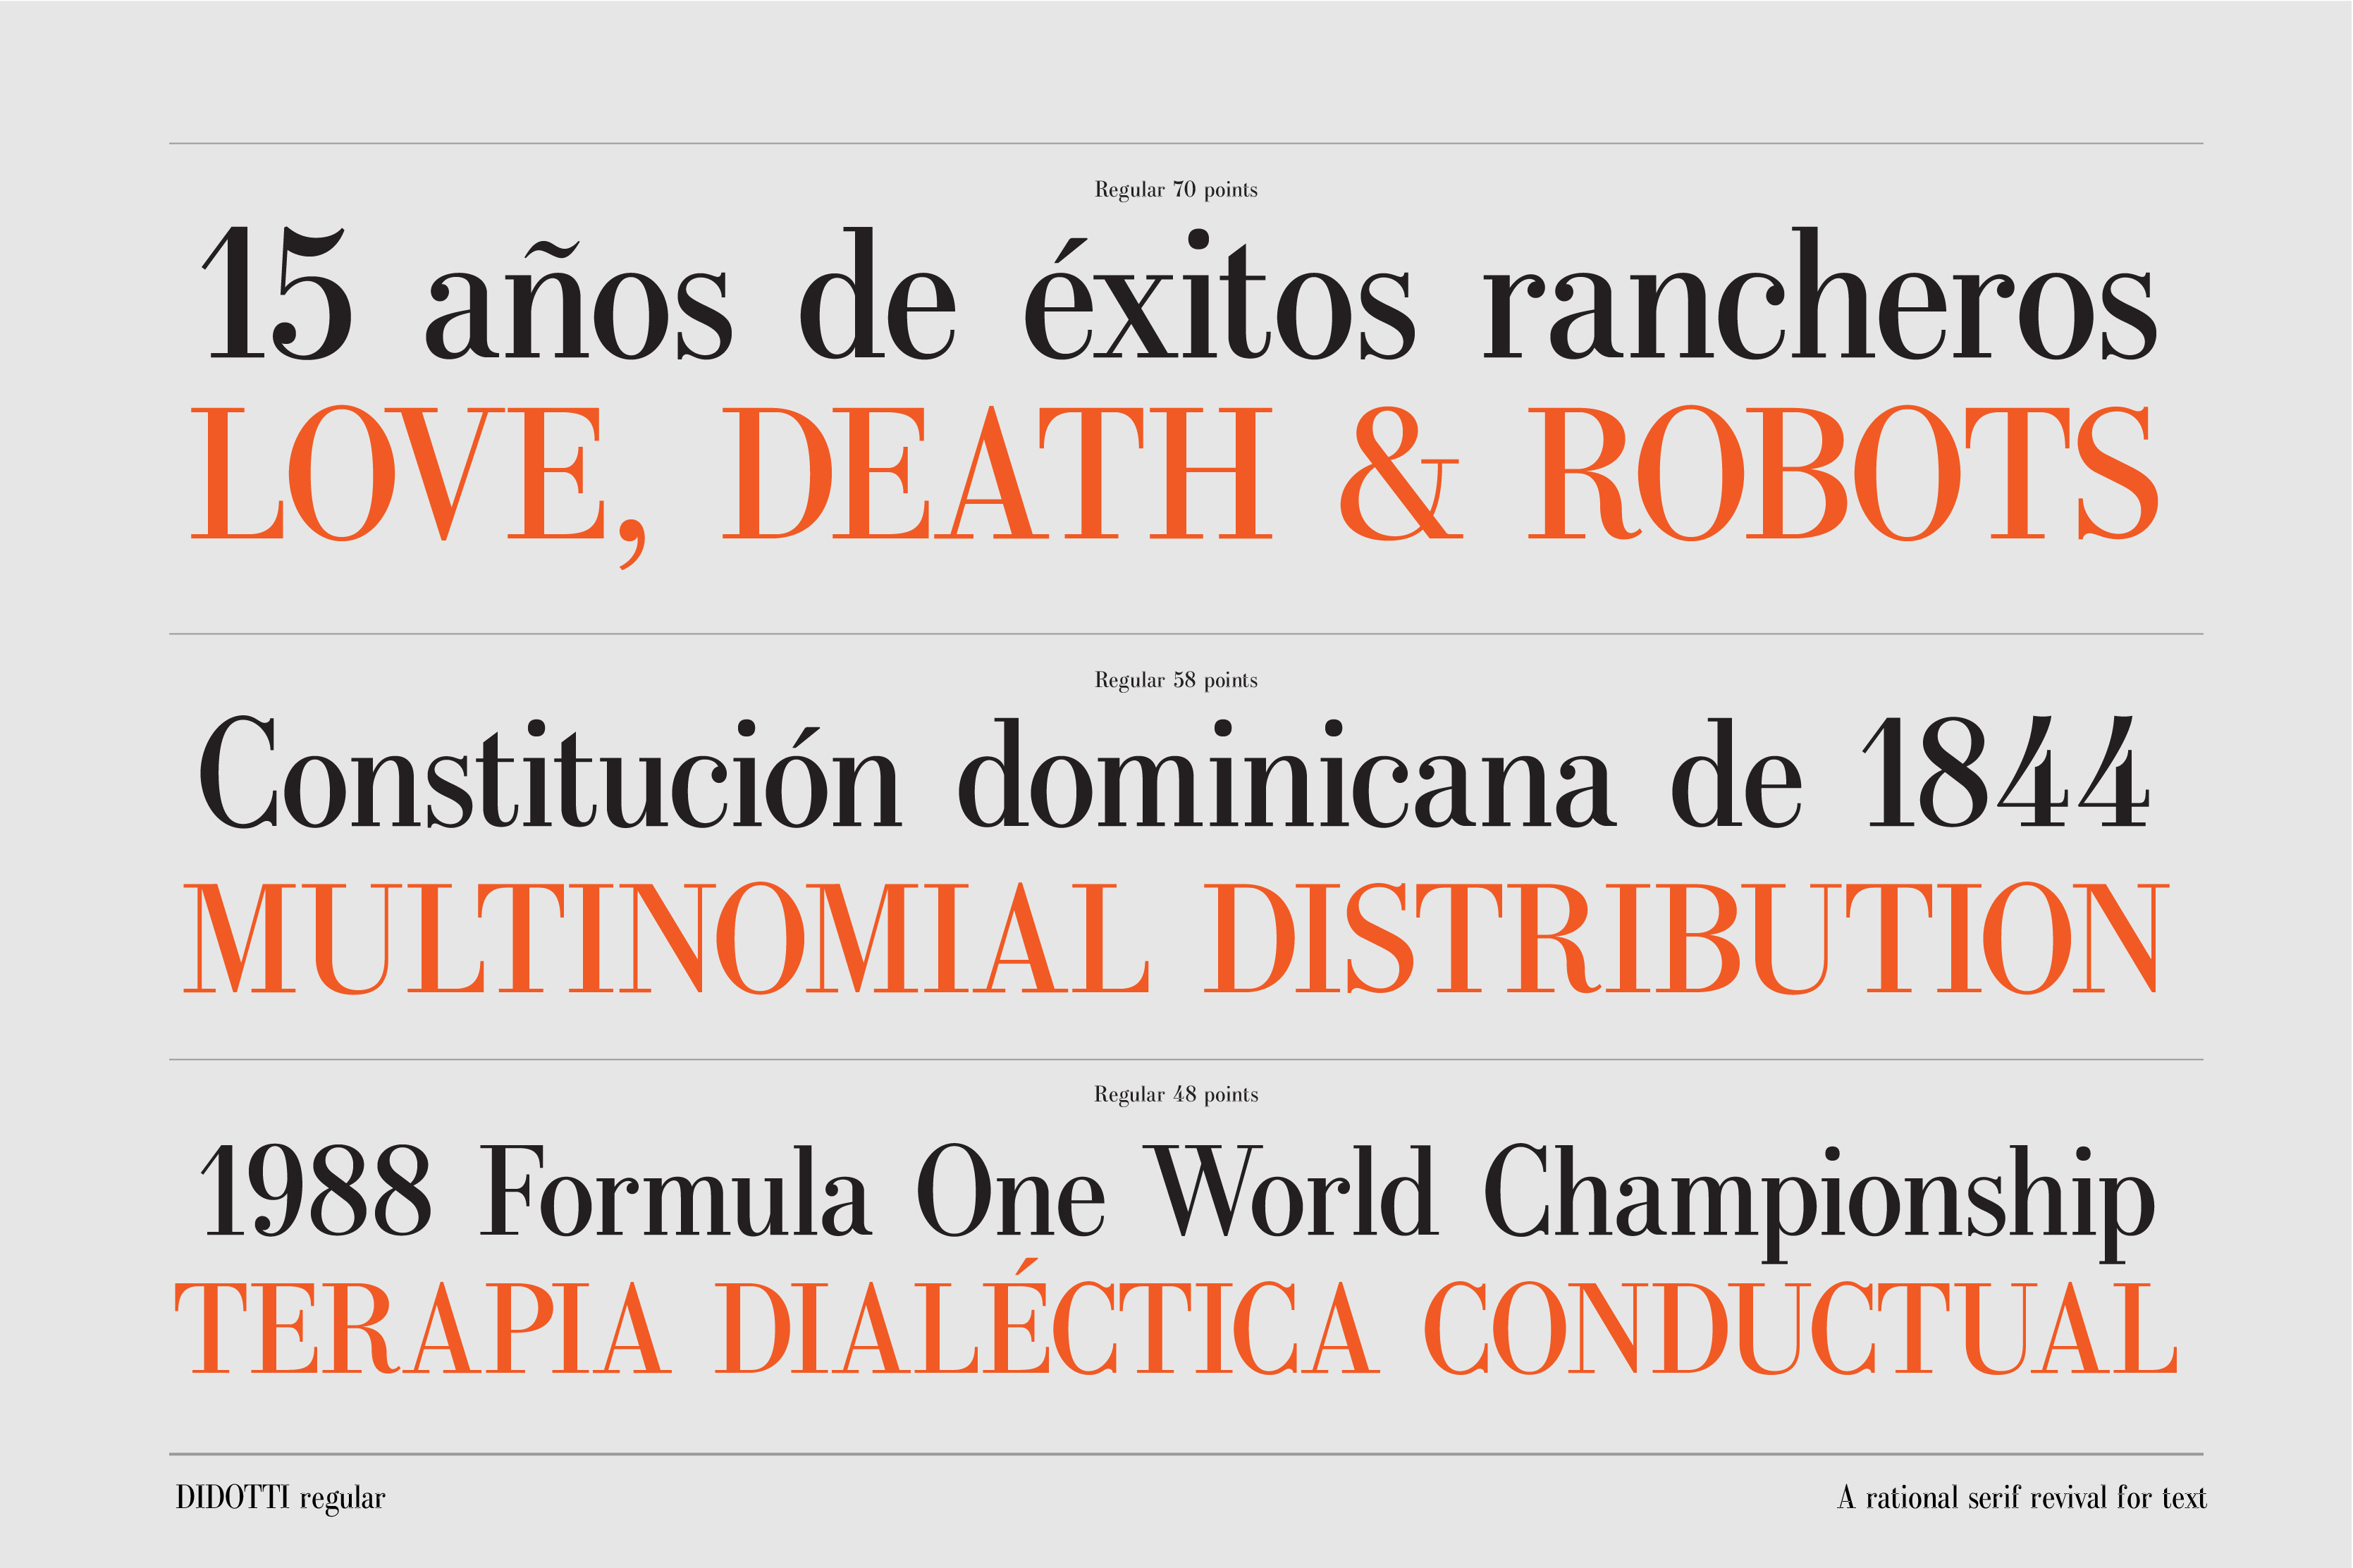 Regular 70 points
15 años de éxitos rancheros
LOVE, DEATH & ROBOTS
Regular 58 points
Constitución dominicana de 1844
MULTINOMIAL DISTRIBUTION
Regular 48 points
1988 Formula One World Championship
TERAPIA DIALÉCTICA CONDUCTUAL
DIDOTTI regular
A rational serif revival for text